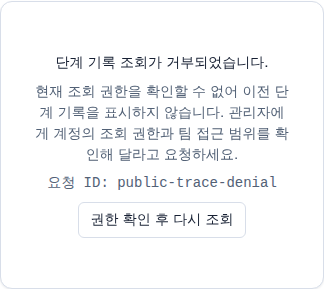 단계 기록 조회가 거부되었습니다.
현재 조회 권한을 확인할 수 없어 이전 단
계 기록을 표시하지 않습니다. 관리자에
게 계정의 조회 권한과 팀 접근 범위를 확
인해 달라고 요청하세요.
요청 ID: public-trace-denial
권한 확인 후 다시 조회